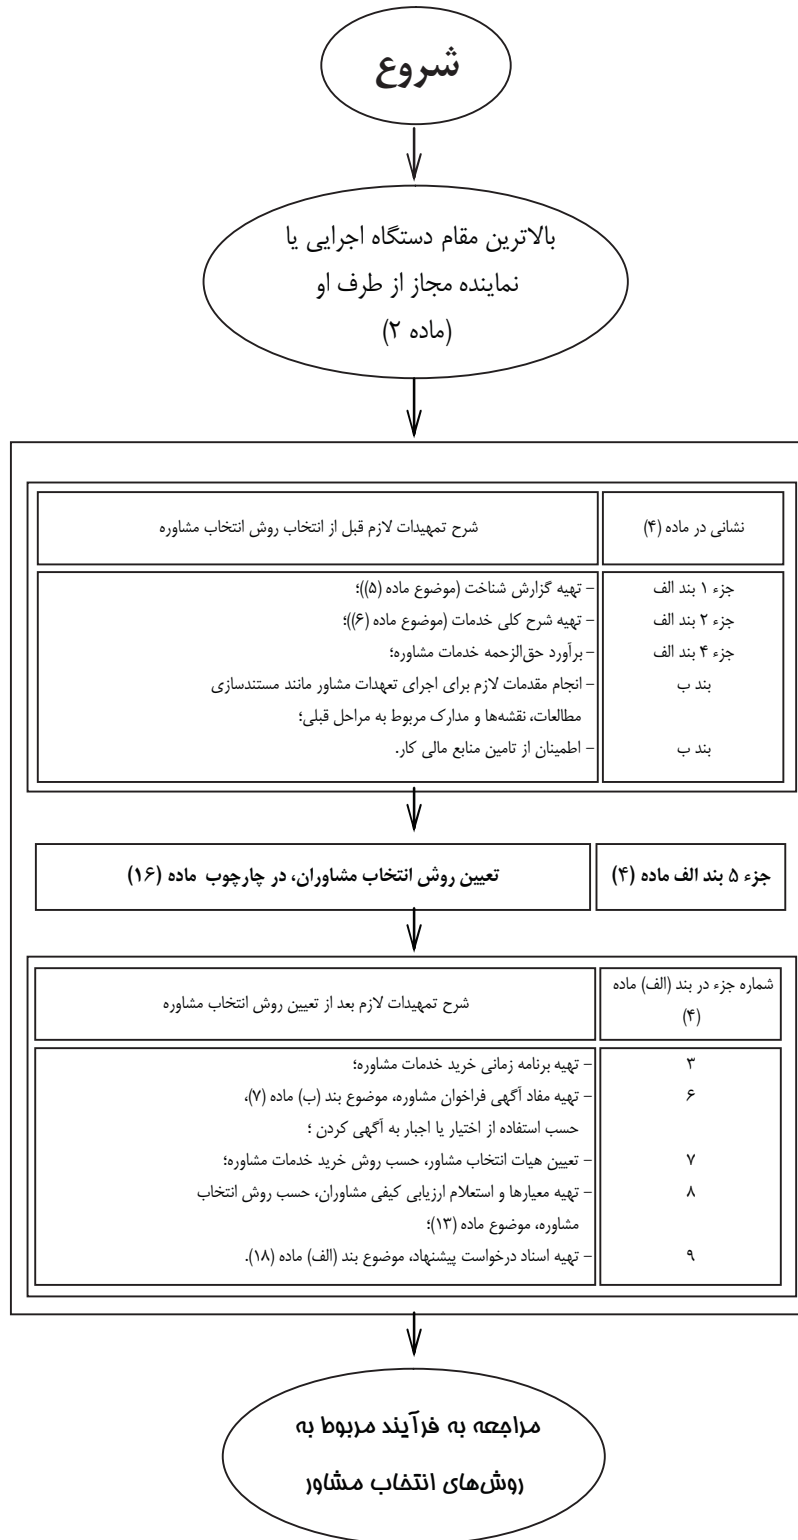 شروع
بالاترین مقام دستگاه اجرایی یا
نماینده مجاز از طرف او
(ماده ۲)
نشانی در ماده (۴)
شرح تمهیدات لازم قبل از انتخاب روش انتخاب مشاوره
جزء ۱ بند الف
– تهیه گزارش شناخت (موضوع ماده (۵))؛
جزء ۲ بند الف
– تهیه شرح کلی خدمات (موضوع ماده (۶))؛
جزء ۴ بند الف
– برآورد حق‌الزحمه خدمات مشاوره؛
بند ب
– انجام مقدمات لازم برای اجرای تعهدات مشاور مانند مستندسازی
مطالعات، نقشه‌ها و مدارک مربوط به مراحل قبلی؛
بند ب
– اطمینان از تامین منابع مالی کار.
جزء ۵ بند الف ماده (۴)
تعیین روش انتخاب مشاوران، در چارچوب ماده (۱۶)
شماره جزء در بند (الف) ماده
(۴)
شرح تمهیدات لازم بعد از تعیین روش انتخاب مشاوره
۳
– تهیه برنامه زمانی خرید خدمات مشاوره؛
۶
– تهیه مفاد آگهی فراخوان مشاوره، موضوع بند (ب) ماده (۷)،
حسب استفاده از اختیار یا اجبار به آگهی کردن ؛
۷
– تعیین هیات انتخاب مشاور، حسب روش خرید خدمات مشاوره؛
۸
– تهیه معیارها و استعلام ارزیابی کیفی مشاوران، حسب روش انتخاب
مشاوره، موضوع ماده (۱۳)؛
۹
– تهیه اسناد درخواست پیشنهاد، موضوع بند (الف) ماده (۱۸).
مراجعه به فرآیند مربوط به
روش‌های انتخاب مشاور